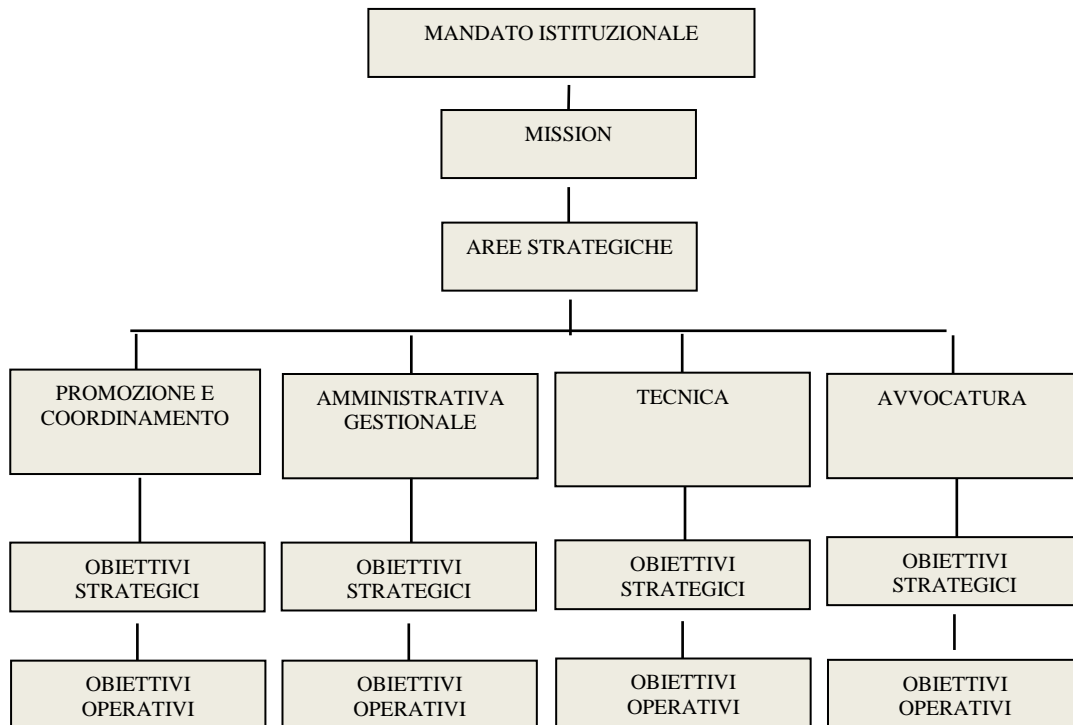 MANDATO ISTITUZIONALE
MISSION
AREE STRATEGICHE
PROMOZIONE E
COORDINAMENTO
AMMINISTRATIVA
GESTIONALE
TECNICA
AVVOCATURA
OBIETTIVI
STRATEGICI
OBIETTIVI
STRATEGICI
OBIETTIVI
STRATEGICI
OBIETTIVI
STRATEGICI
OBIETTIVI
OPERATIVI
OBIETTIVI
OPERATIVI
OBIETTIVI
OPERATIVI
OBIETTIVI
OPERATIVI